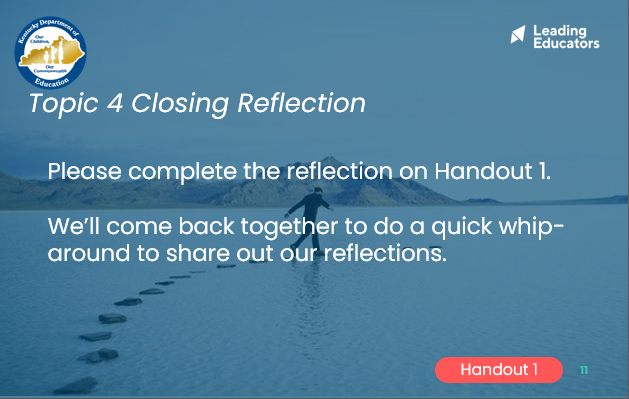 Kentucky Department of
Our Children,
Our Commonwealth
Education
Leading
Educators
Topic 4 Closing Reflection
Please complete the reflection on Handout 1.
We’ll come back together to do a quick whip-
around to share out our reflections.
Handout 1
11